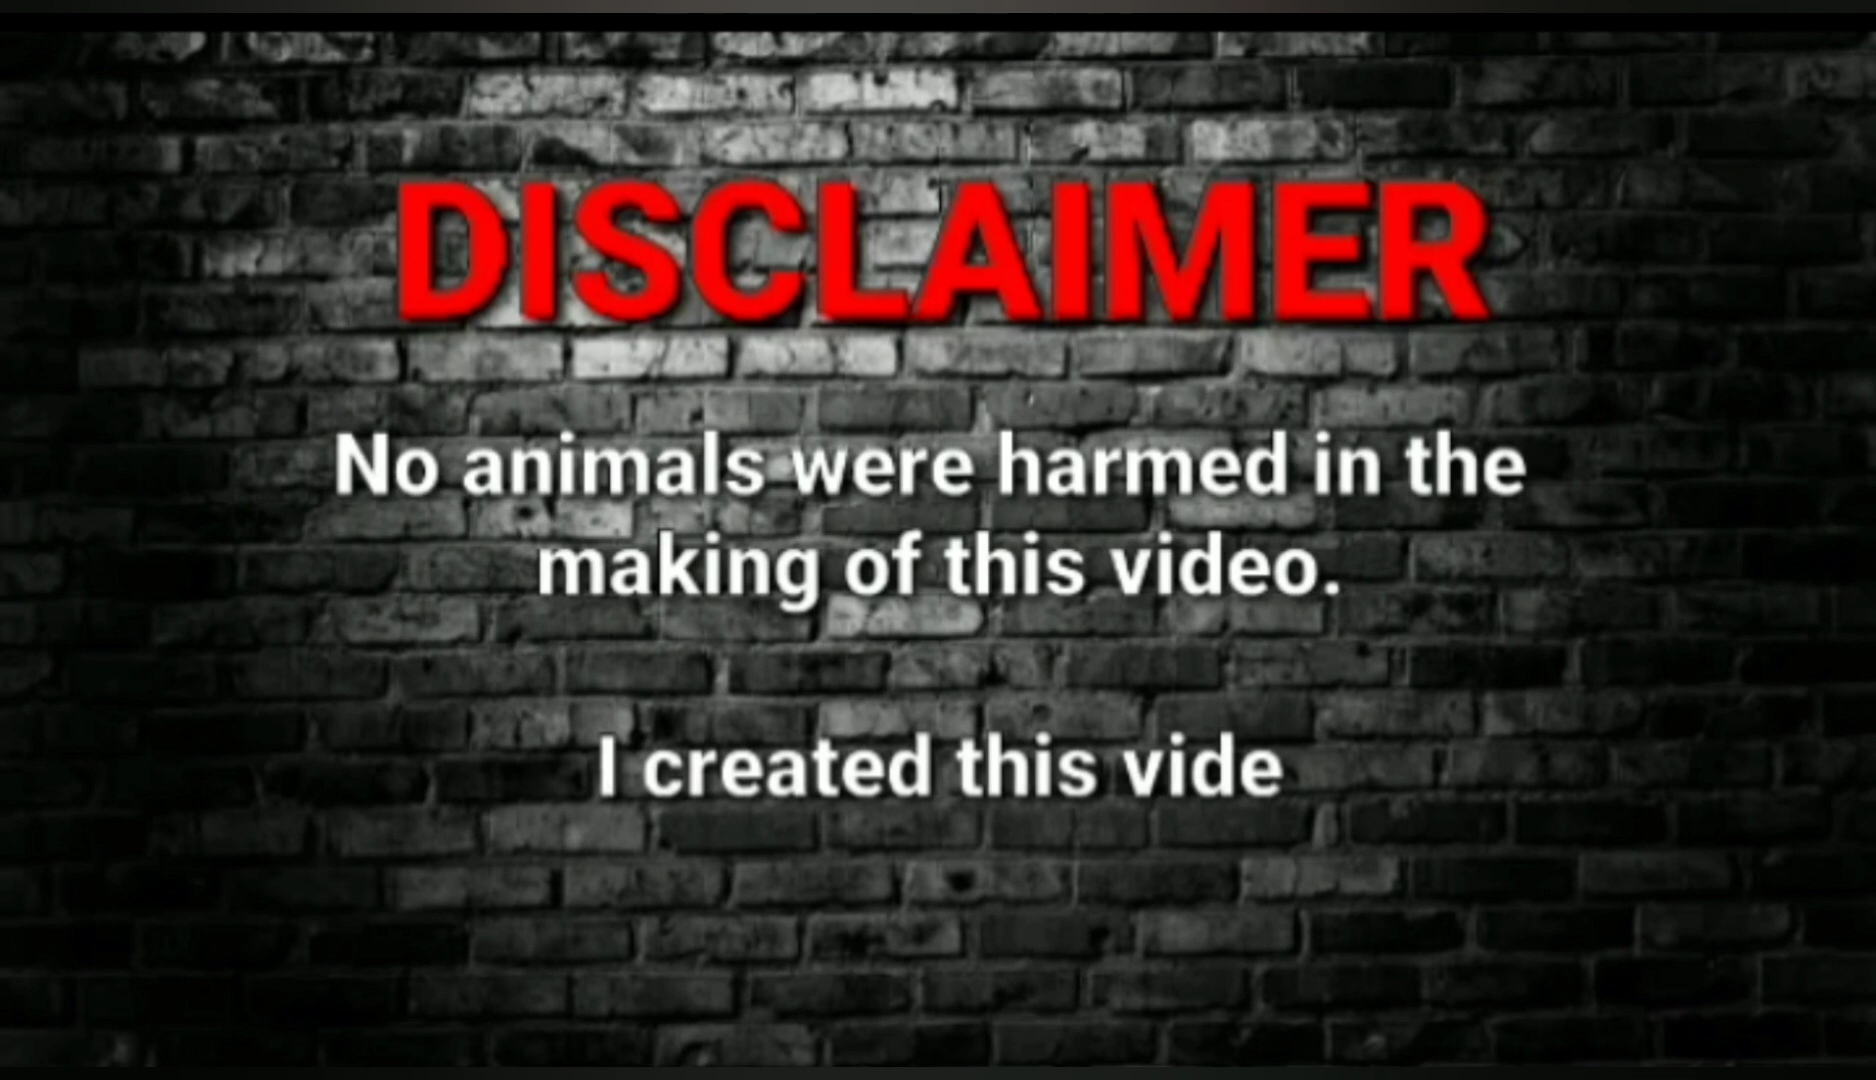 DISCLAIMER
No animals were harmed in the
making of this video.
I created this vide